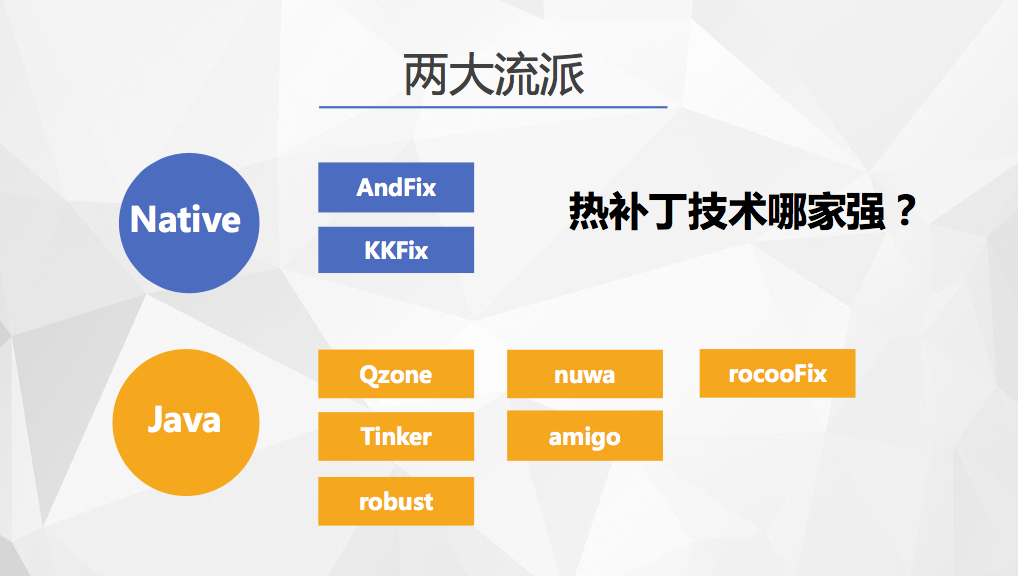 两大流派
Native
AndFix
KKFix
热补丁技术哪家强？
Java
Qzone
nuwa
rocooFix
Tinker
amigo
robust